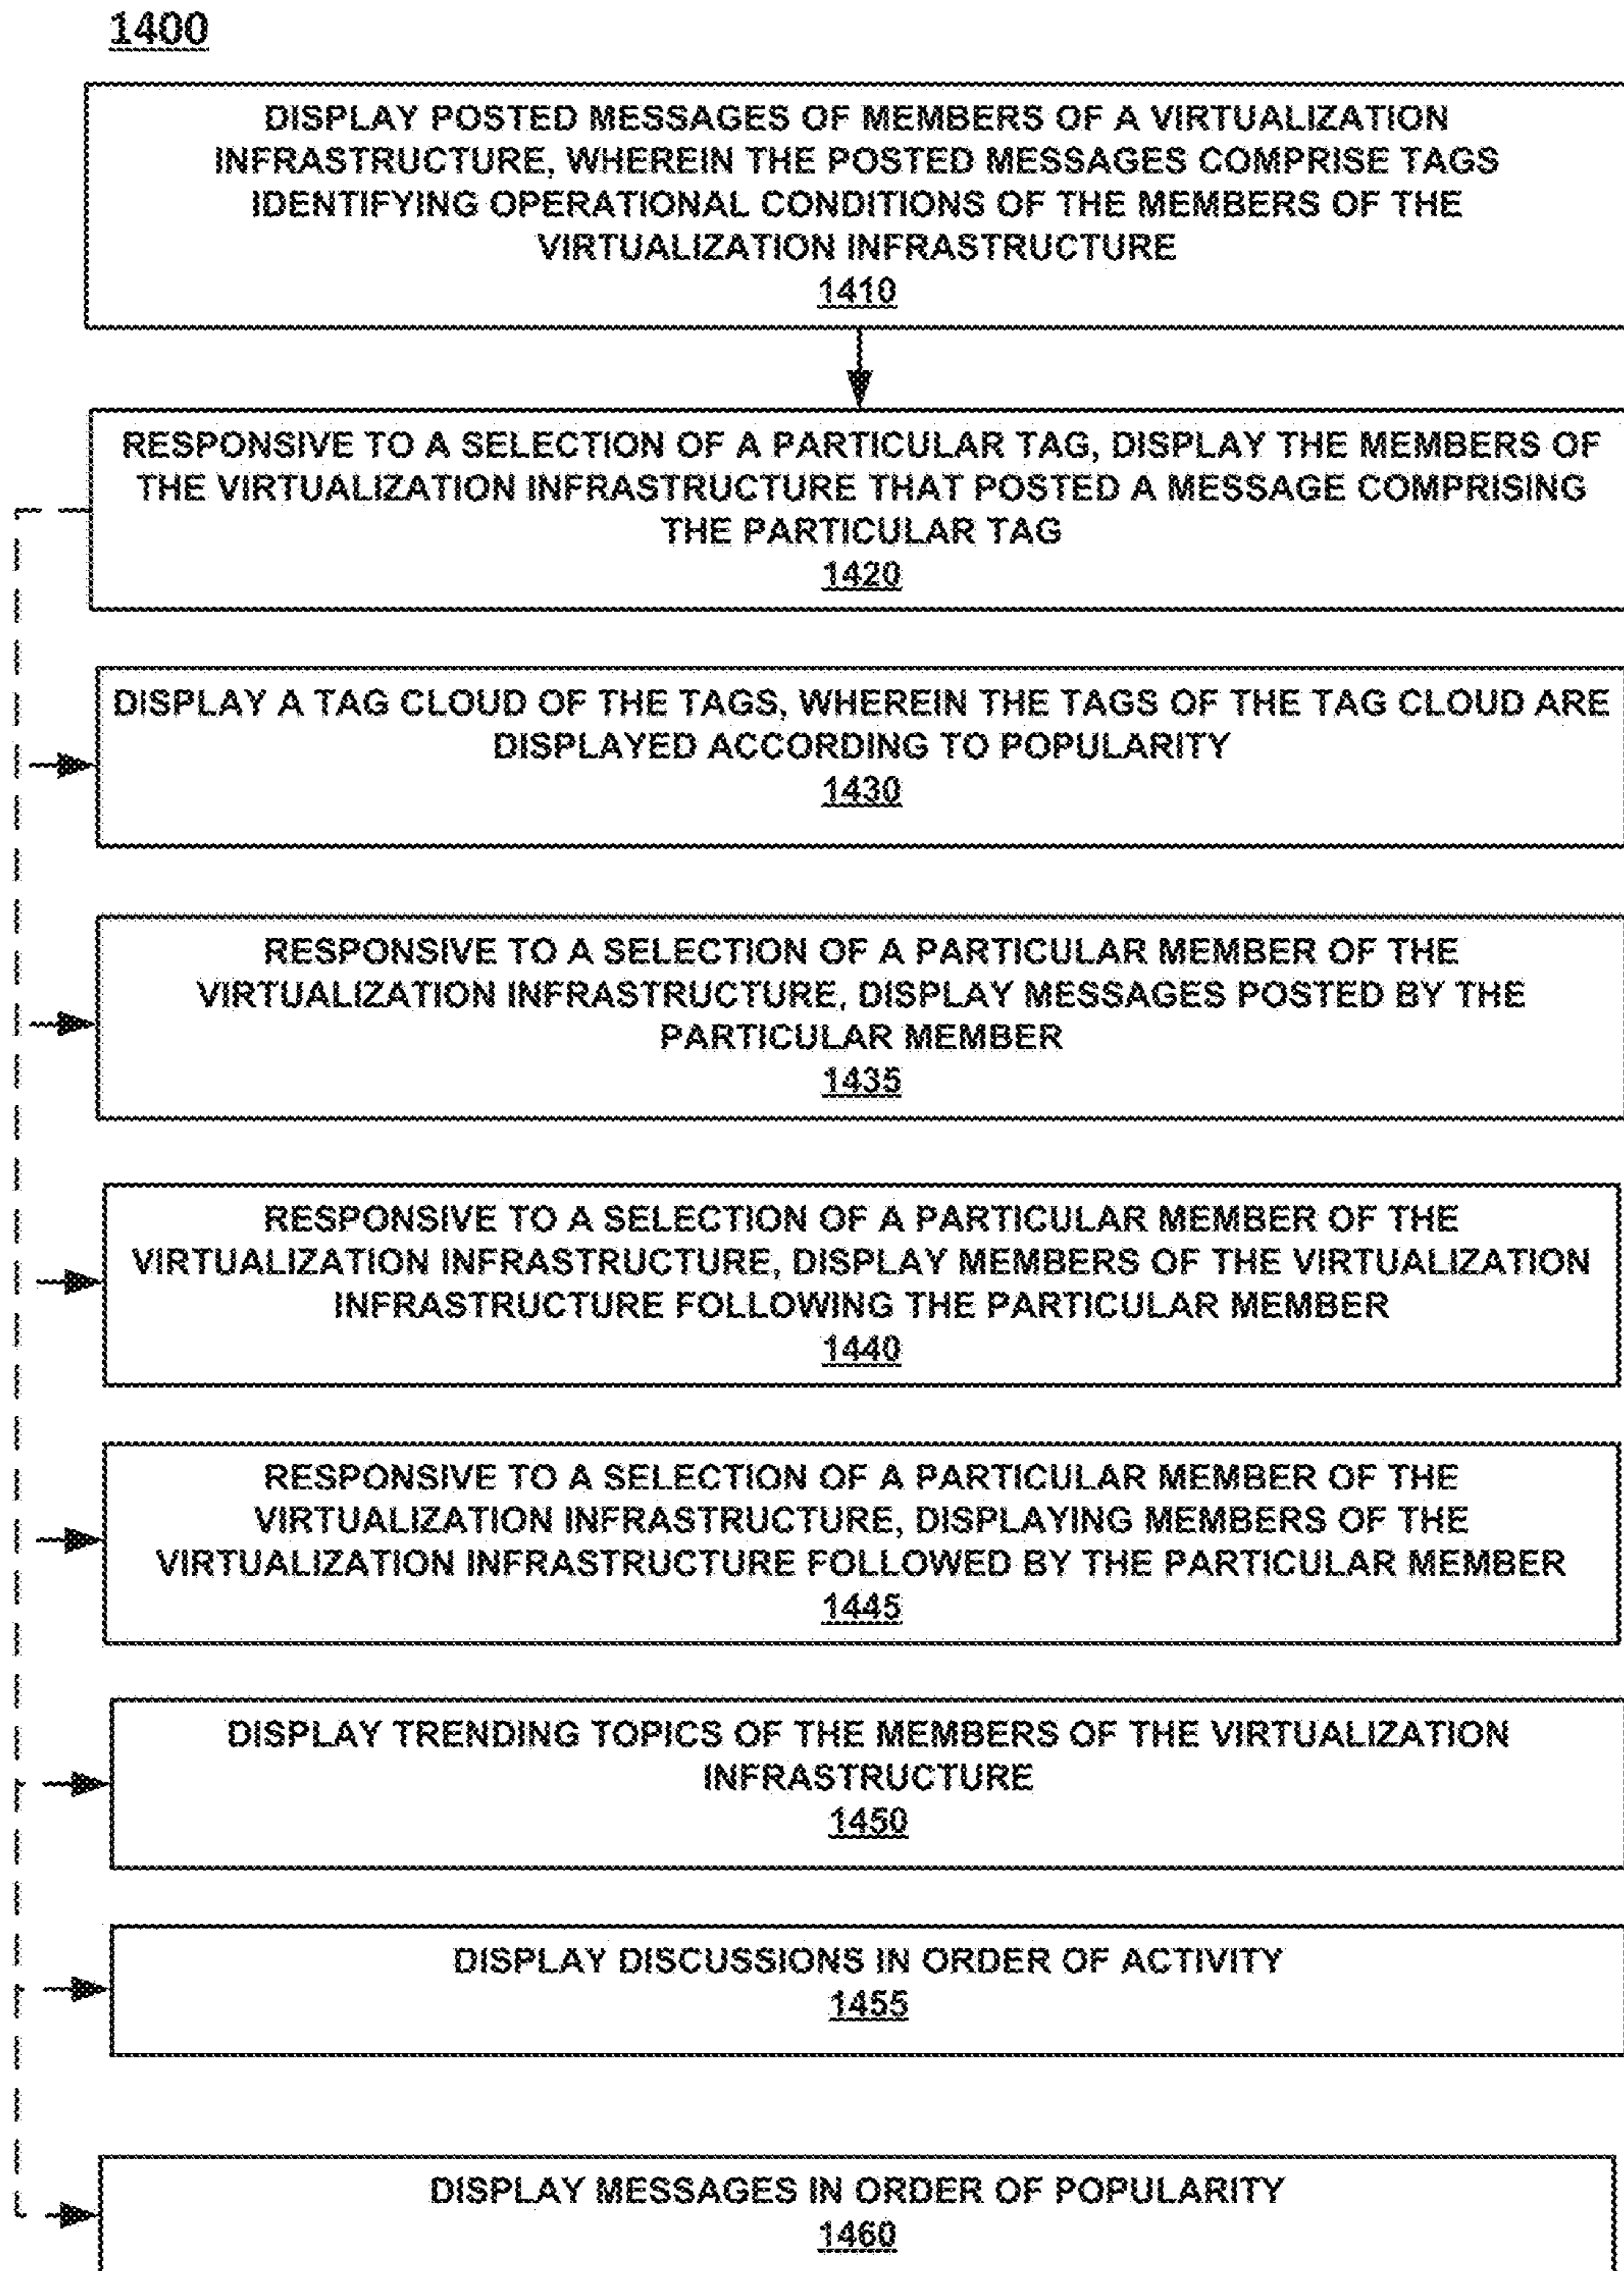 1400
DISPLAY POSTED MESSAGES OF MEMBERS OF A VIRTUALIZATION
INFRASTRUCTURE, WHEREIN THE POSTED MESSAGES COMPRISE TAGS
IDENTIFYING OPERATIONAL CONDITIONS OF THE MEMBERS OF THE
VIRTUALIZATION INFRASTRUCTURE
1410
RESPONSIVE TO A SELECTION OF A PARTICULAR TAG, DISPLAY THE MEMBERS OF
THE VIRTUALIZATION INFRASTRUCTURE THAT POSTED A MESSAGE COMPRISING
THE PARTICULAR TAG
1420
DISPLAY A TAG CLOUD OF THE TAGS, WHEREIN THE TAGS OF THE TAG CLOUD ARE
DISPLAYED ACCORDING TO POPULARITY
1430
RESPONSIVE TO A SELECTION OF A PARTICULAR MEMBER OF THE
VIRTUALIZATION INFRASTRUCTURE, DISPLAY MESSAGES POSTED BY THE
PARTICULAR MEMBER
1435
RESPONSIVE TO A SELECTION OF A PARTICULAR MEMBER OF THE
VIRTUALIZATION INFRASTRUCTURE, DISPLAY MEMBERS OF THE VIRTUALIZATION
INFRASTRUCTURE FOLLOWING THE PARTICULAR MEMBER
1440
RESPONSIVE TO A SELECTION OF A PARTICULAR MEMBER OF THE
VIRTUALIZATION INFRASTRUCTURE, DISPLAYING MEMBERS OF THE
VIRTUALIZATION INFRASTRUCTURE FOLLOWED BY THE PARTICULAR MEMBER
1445
DISPLAY TRENDING TOPICS OF THE MEMBERS OF THE VIRTUALIZATION
INFRASTRUCTURE
1450
DISPLAY DISCUSSIONS IN ORDER OF ACTIVITY
1455
DISPLAY MESSAGES IN ORDER OF POPULARITY
1460